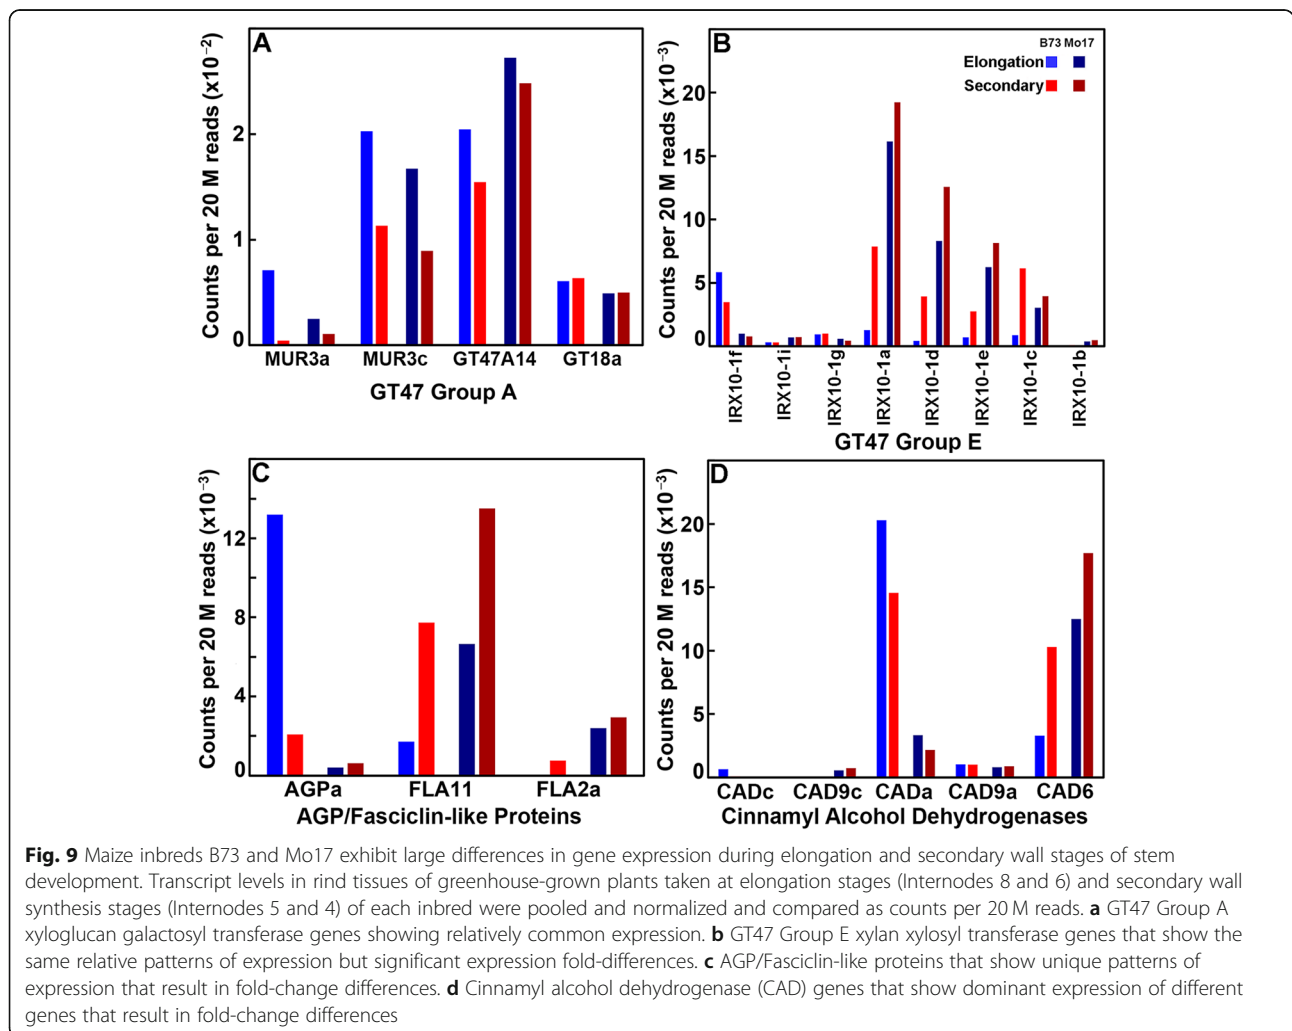 A
Counts per 20 M reads (x10⁻²)
2
1
0
MUR3a MUR3c GT47A14 GT18a
GT47 Group A
B
B73 Mo17
Elongation
Secondary
Counts per 20 M reads (x10⁻³)
20
15
10
5
0
IRX10-1f
IRX10-1i
IRX10-1g
IRX10-1a
IRX10-1d
IRX10-1e
IRX10-1c
IRX10-1b
GT47 Group E
C
Counts per 20 M reads (x10⁻³)
12
8
4
0
AGPa FLA11 FLA2a
AGP/Fasciclin-like Proteins
D
Counts per 20 M reads (x10⁻³)
20
15
10
5
0
CADc CAD9c CADa CAD9a CAD6
Cinnamyl Alcohol Dehydrogenases
Fig. 9 Maize inbreds B73 and Mo17 exhibit large differences in gene expression during elongation and secondary wall stages of stem
development. Transcript levels in rind tissues of greenhouse-grown plants taken at elongation stages (Internodes 8 and 6) and secondary wall
synthesis stages (Internodes 5 and 4) of each inbred were pooled and normalized and compared as counts per 20 M reads. a GT47 Group A
xyloglucan galactosyl transferase genes showing relatively common expression. b GT47 Group E xylan xylosyl transferase genes that show the
same relative patterns of expression but significant expression fold-differences. c AGP/Fasciclin-like proteins that show unique patterns of
expression that result in fold-change differences. d Cinnamyl alcohol dehydrogenase (CAD) genes that show dominant expression of different
genes that result in fold-change differences